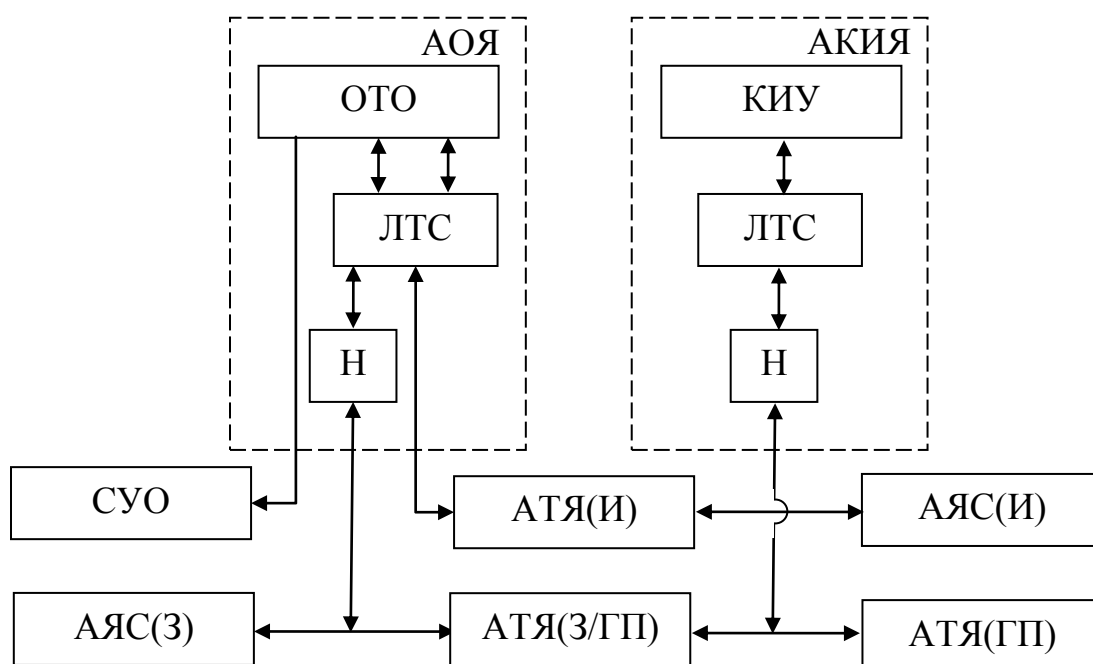 АОЯ
АКИЯ
ОТО
КИУ
ЛТС
ЛТС
Н
Н
СУО
АТЯ(И)
АЯС(И)
АЯС(З)
АТЯ(З/ГП)
АТЯ(ГП)